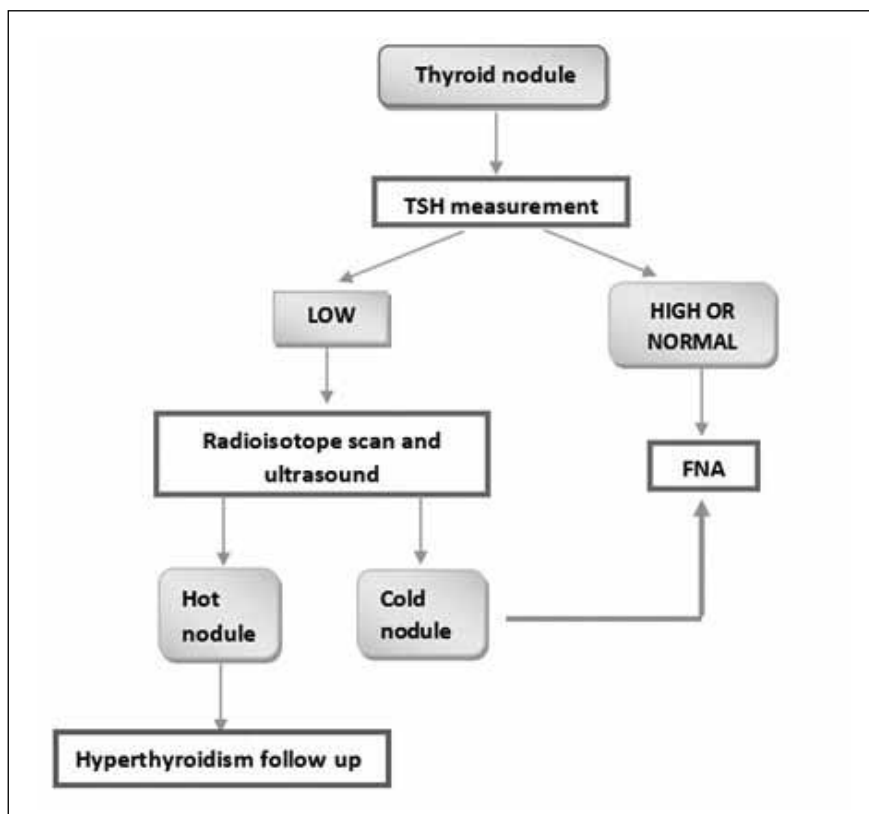 Thyroid nodule
TSH measurement
LOW
HIGH OR
NORMAL
Radioisotope scan and
ultrasound
FNA
Hot
nodule
Cold
nodule
Hyperthyroidism follow up